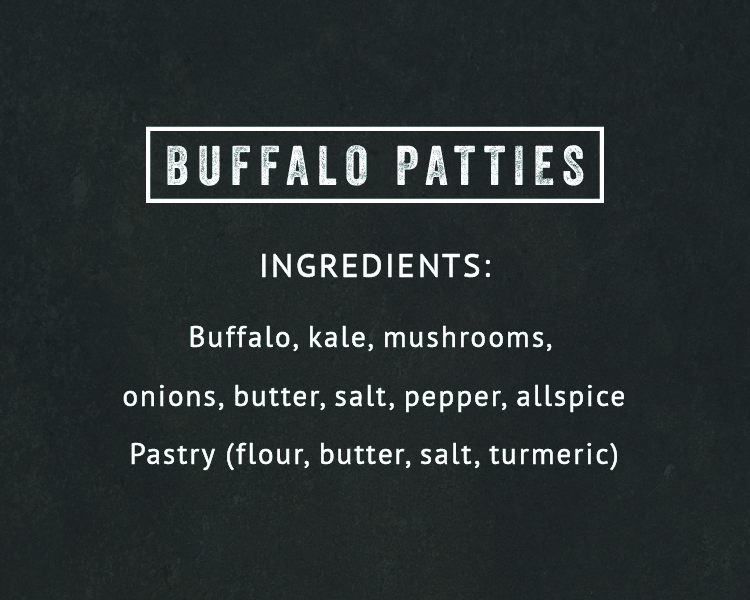 BUFFALO PATTIES
INGREDIENTS:
Buffalo, kale, mushrooms,
onions, butter, salt, pepper, allspice
Pastry (flour, butter, salt, turmeric)